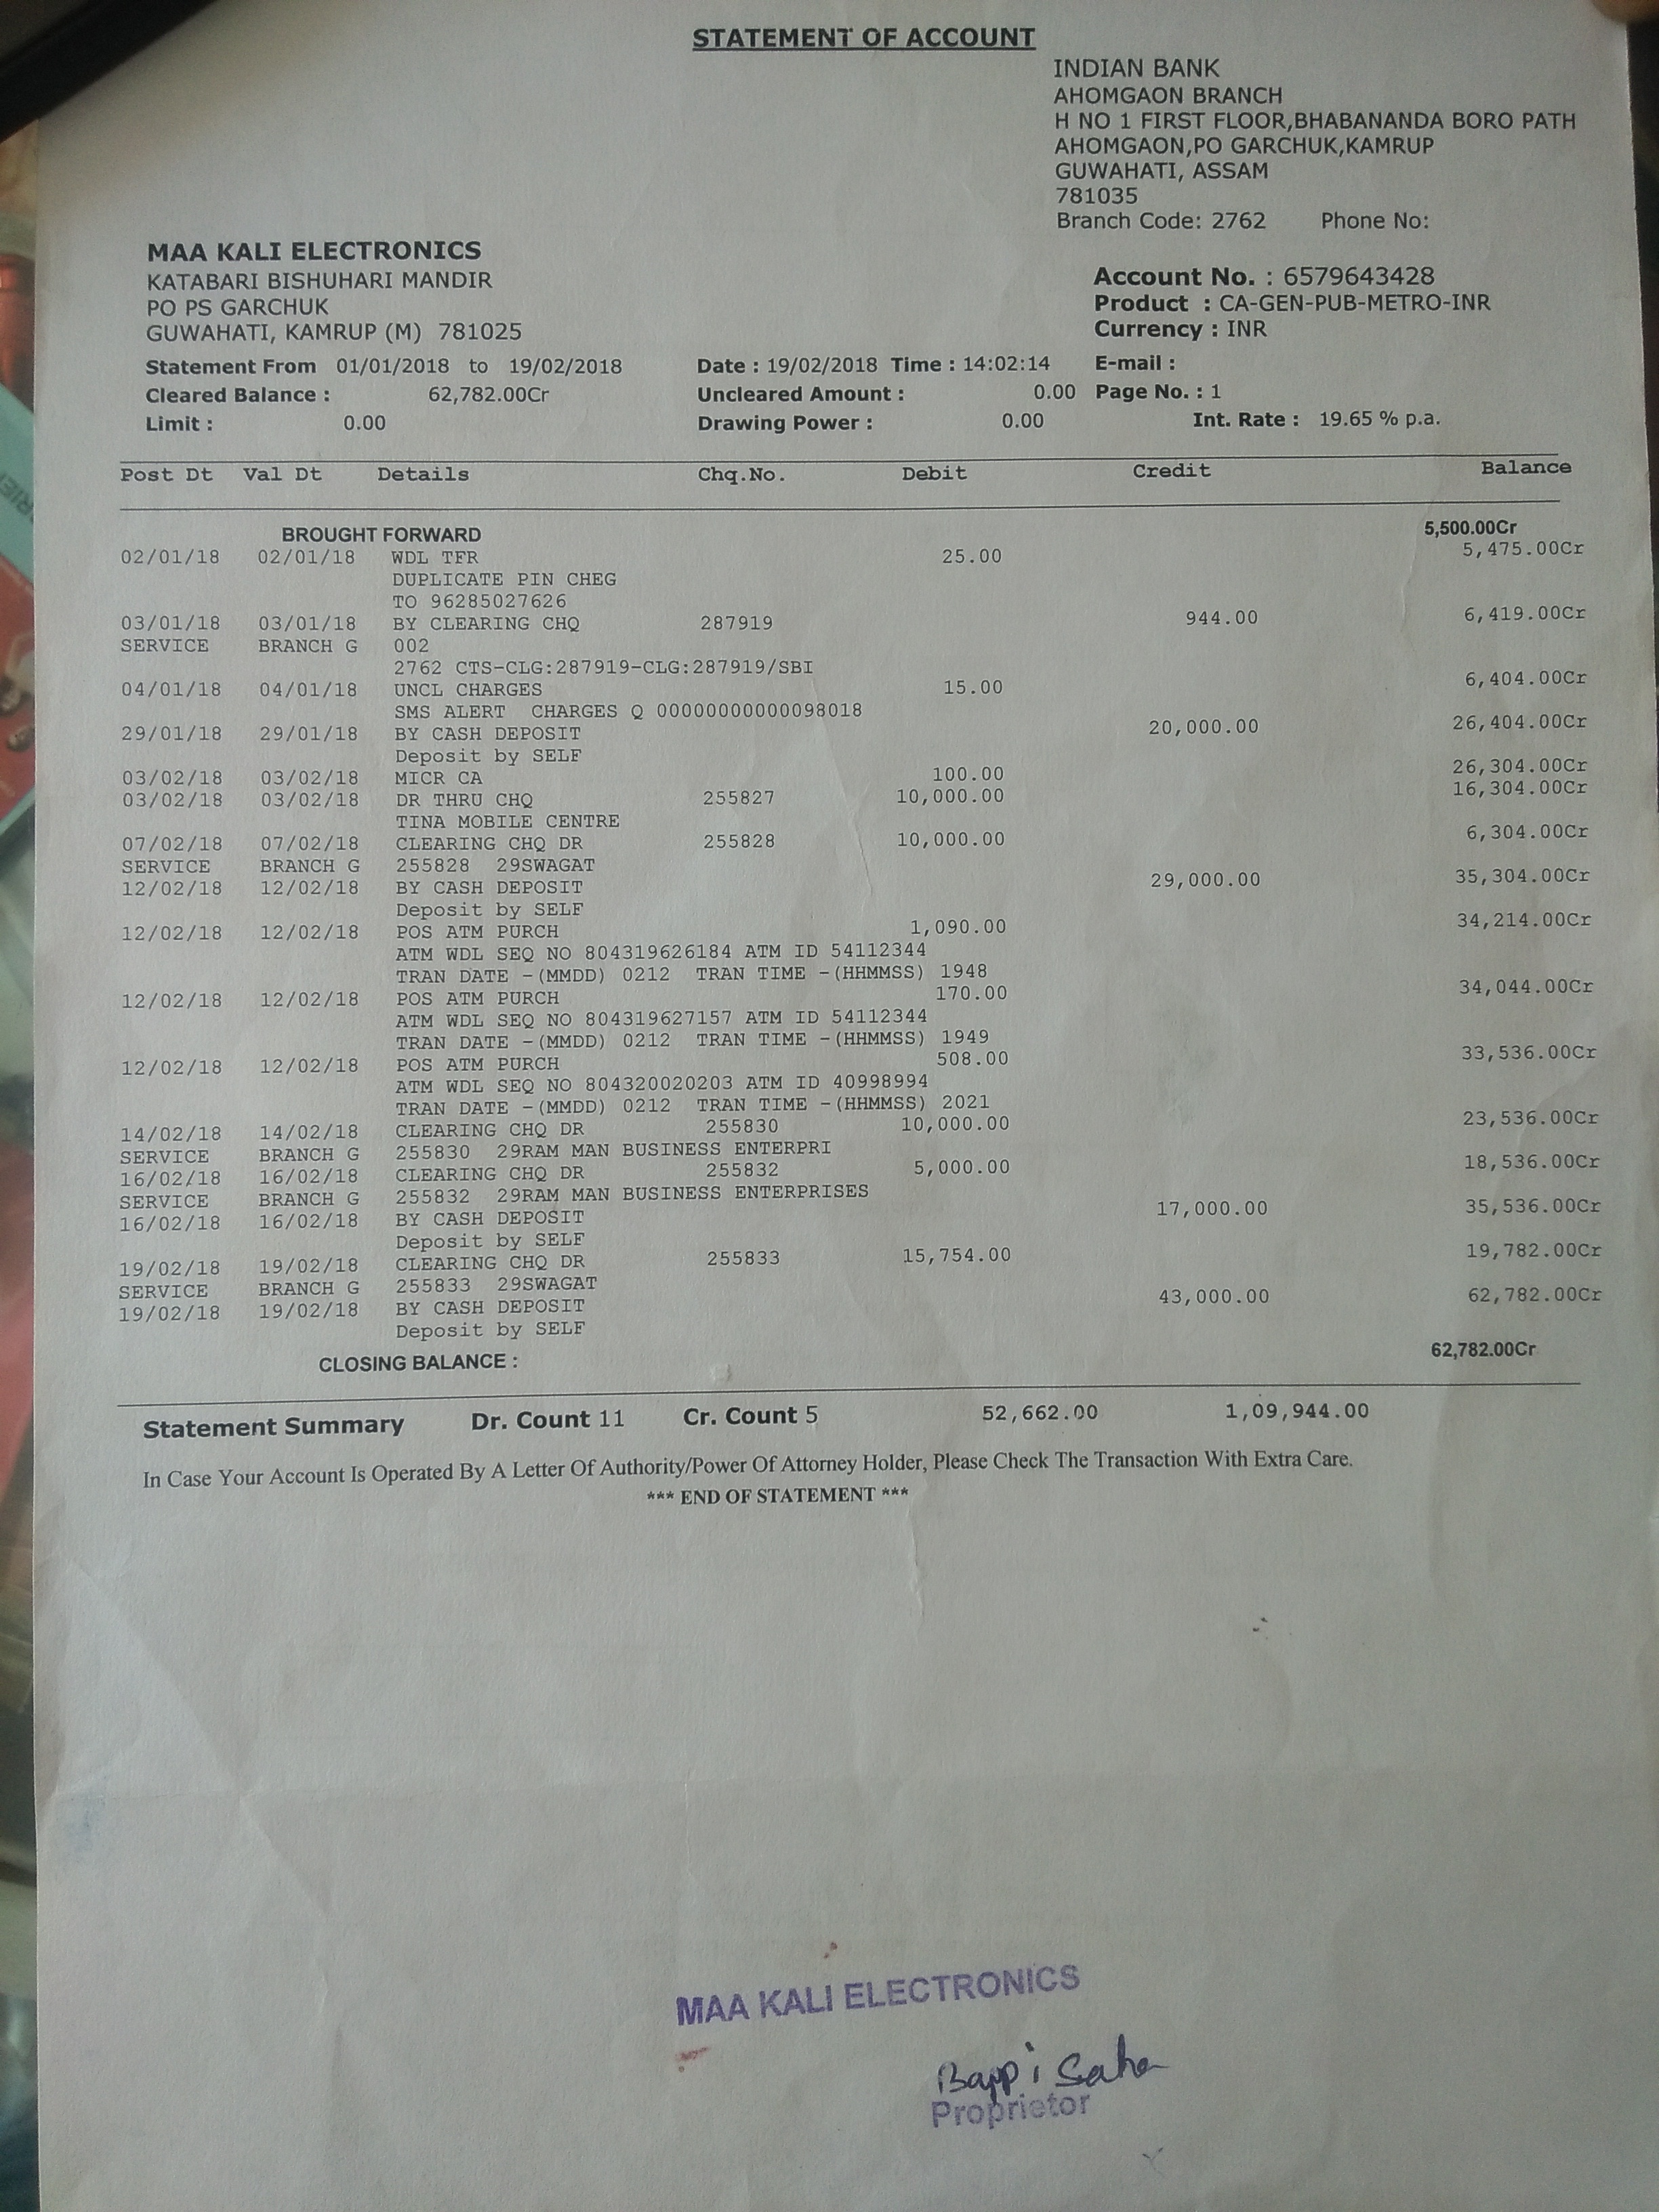 STATEMENT OF ACCOUNT
INDIAN BANK
AHOMGAON BRANCH
H NO 1 FIRST FLOOR,BHABANANDA BORO PATH
AHOMGAON,PO GARCHUK,KAMRUP
GUWAHATI, ASSAM
781035
Branch Code: 2762 Phone No:
MAA KALI ELECTRONICS
KATABARI BISHUHARI MANDIR
PO PS GARCHUK
GUWAHATI, KAMRUP (M) 781025
Account No. : 6579643428
Product : CA-GEN-PUB-METRO-INR
Currency : INR
Statement From 01/01/2018 to 19/02/2018 Date : 19/02/2018 Time : 14:02:14 E-mail :
Cleared Balance : 62,782.00Cr Uncleared Amount : 0.00 Page No. : 1
Limit : 0.00 Drawing Power : 0.00 Int. Rate : 19.65 % p.a.
Post Dt Val Dt Details Chq.No. Debit Credit Balance
BROUGHT FORWARD 5,500.00Cr
02/01/18 02/01/18 WDL TFR 25.00 5,475.00Cr
DUPLICATE PIN CHEG
TO 96285027626
03/01/18 03/01/18 BY CLEARING CHQ 287919 944.00 6,419.00Cr
SERVICE BRANCH G 002
2762 CTS-CLG:287919-CLG:287919/SBI
04/01/18 04/01/18 UNCL CHARGES 15.00 6,404.00Cr
SMS ALERT CHARGES Q 00000000000098018
29/01/18 29/01/18 BY CASH DEPOSIT 20,000.00 26,404.00Cr
Deposit by SELF
03/02/18 03/02/18 MICR CA 100.00 26,304.00Cr
03/02/18 03/02/18 DR THRU CHQ 255827 10,000.00 16,304.00Cr
TINA MOBILE CENTRE
07/02/18 07/02/18 CLEARING CHQ DR 255828 10,000.00 6,304.00Cr
SERVICE BRANCH G 255828 29SWAGAT
12/02/18 12/02/18 BY CASH DEPOSIT 29,000.00 35,304.00Cr
Deposit by SELF
12/02/18 12/02/18 POS ATM PURCH 1,090.00 34,214.00Cr
ATM WDL SEQ NO 804319626184 ATM ID 54112344
TRAN DATE -(MMDD) 0212 TRAN TIME -(HHMMSS) 1948
12/02/18 12/02/18 POS ATM PURCH 170.00 34,044.00Cr
ATM WDL SEQ NO 804319627157 ATM ID 54112344
TRAN DATE -(MMDD) 0212 TRAN TIME -(HHMMSS) 1949
12/02/18 12/02/18 POS ATM PURCH 508.00 33,536.00Cr
ATM WDL SEQ NO 804320020203 ATM ID 40998994
TRAN DATE -(MMDD) 0212 TRAN TIME -(HHMMSS) 2021
14/02/18 14/02/18 CLEARING CHQ DR 255830 10,000.00 23,536.00Cr
SERVICE BRANCH G 255830 29RAM MAN BUSINESS ENTERPRI
16/02/18 16/02/18 CLEARING CHQ DR 255832 5,000.00 18,536.00Cr
SERVICE BRANCH G 255832 29RAM MAN BUSINESS ENTERPRISES
16/02/18 16/02/18 BY CASH DEPOSIT 17,000.00 35,536.00Cr
Deposit by SELF
19/02/18 19/02/18 CLEARING CHQ DR 255833 15,754.00 19,782.00Cr
SERVICE BRANCH G 255833 29SWAGAT
19/02/18 19/02/18 BY CASH DEPOSIT 43,000.00 62,782.00Cr
Deposit by SELF
CLOSING BALANCE : 62,782.00Cr
Statement Summary Dr. Count 11 Cr. Count 5 52,662.00 1,09,944.00
In Case Your Account Is Operated By A Letter Of Authority/Power Of Attorney Holder, Please Check The Transaction With Extra Care.
*** END OF STATEMENT ***
MAA KALI ELECTRONICS
Bappi Saha
Proprietor